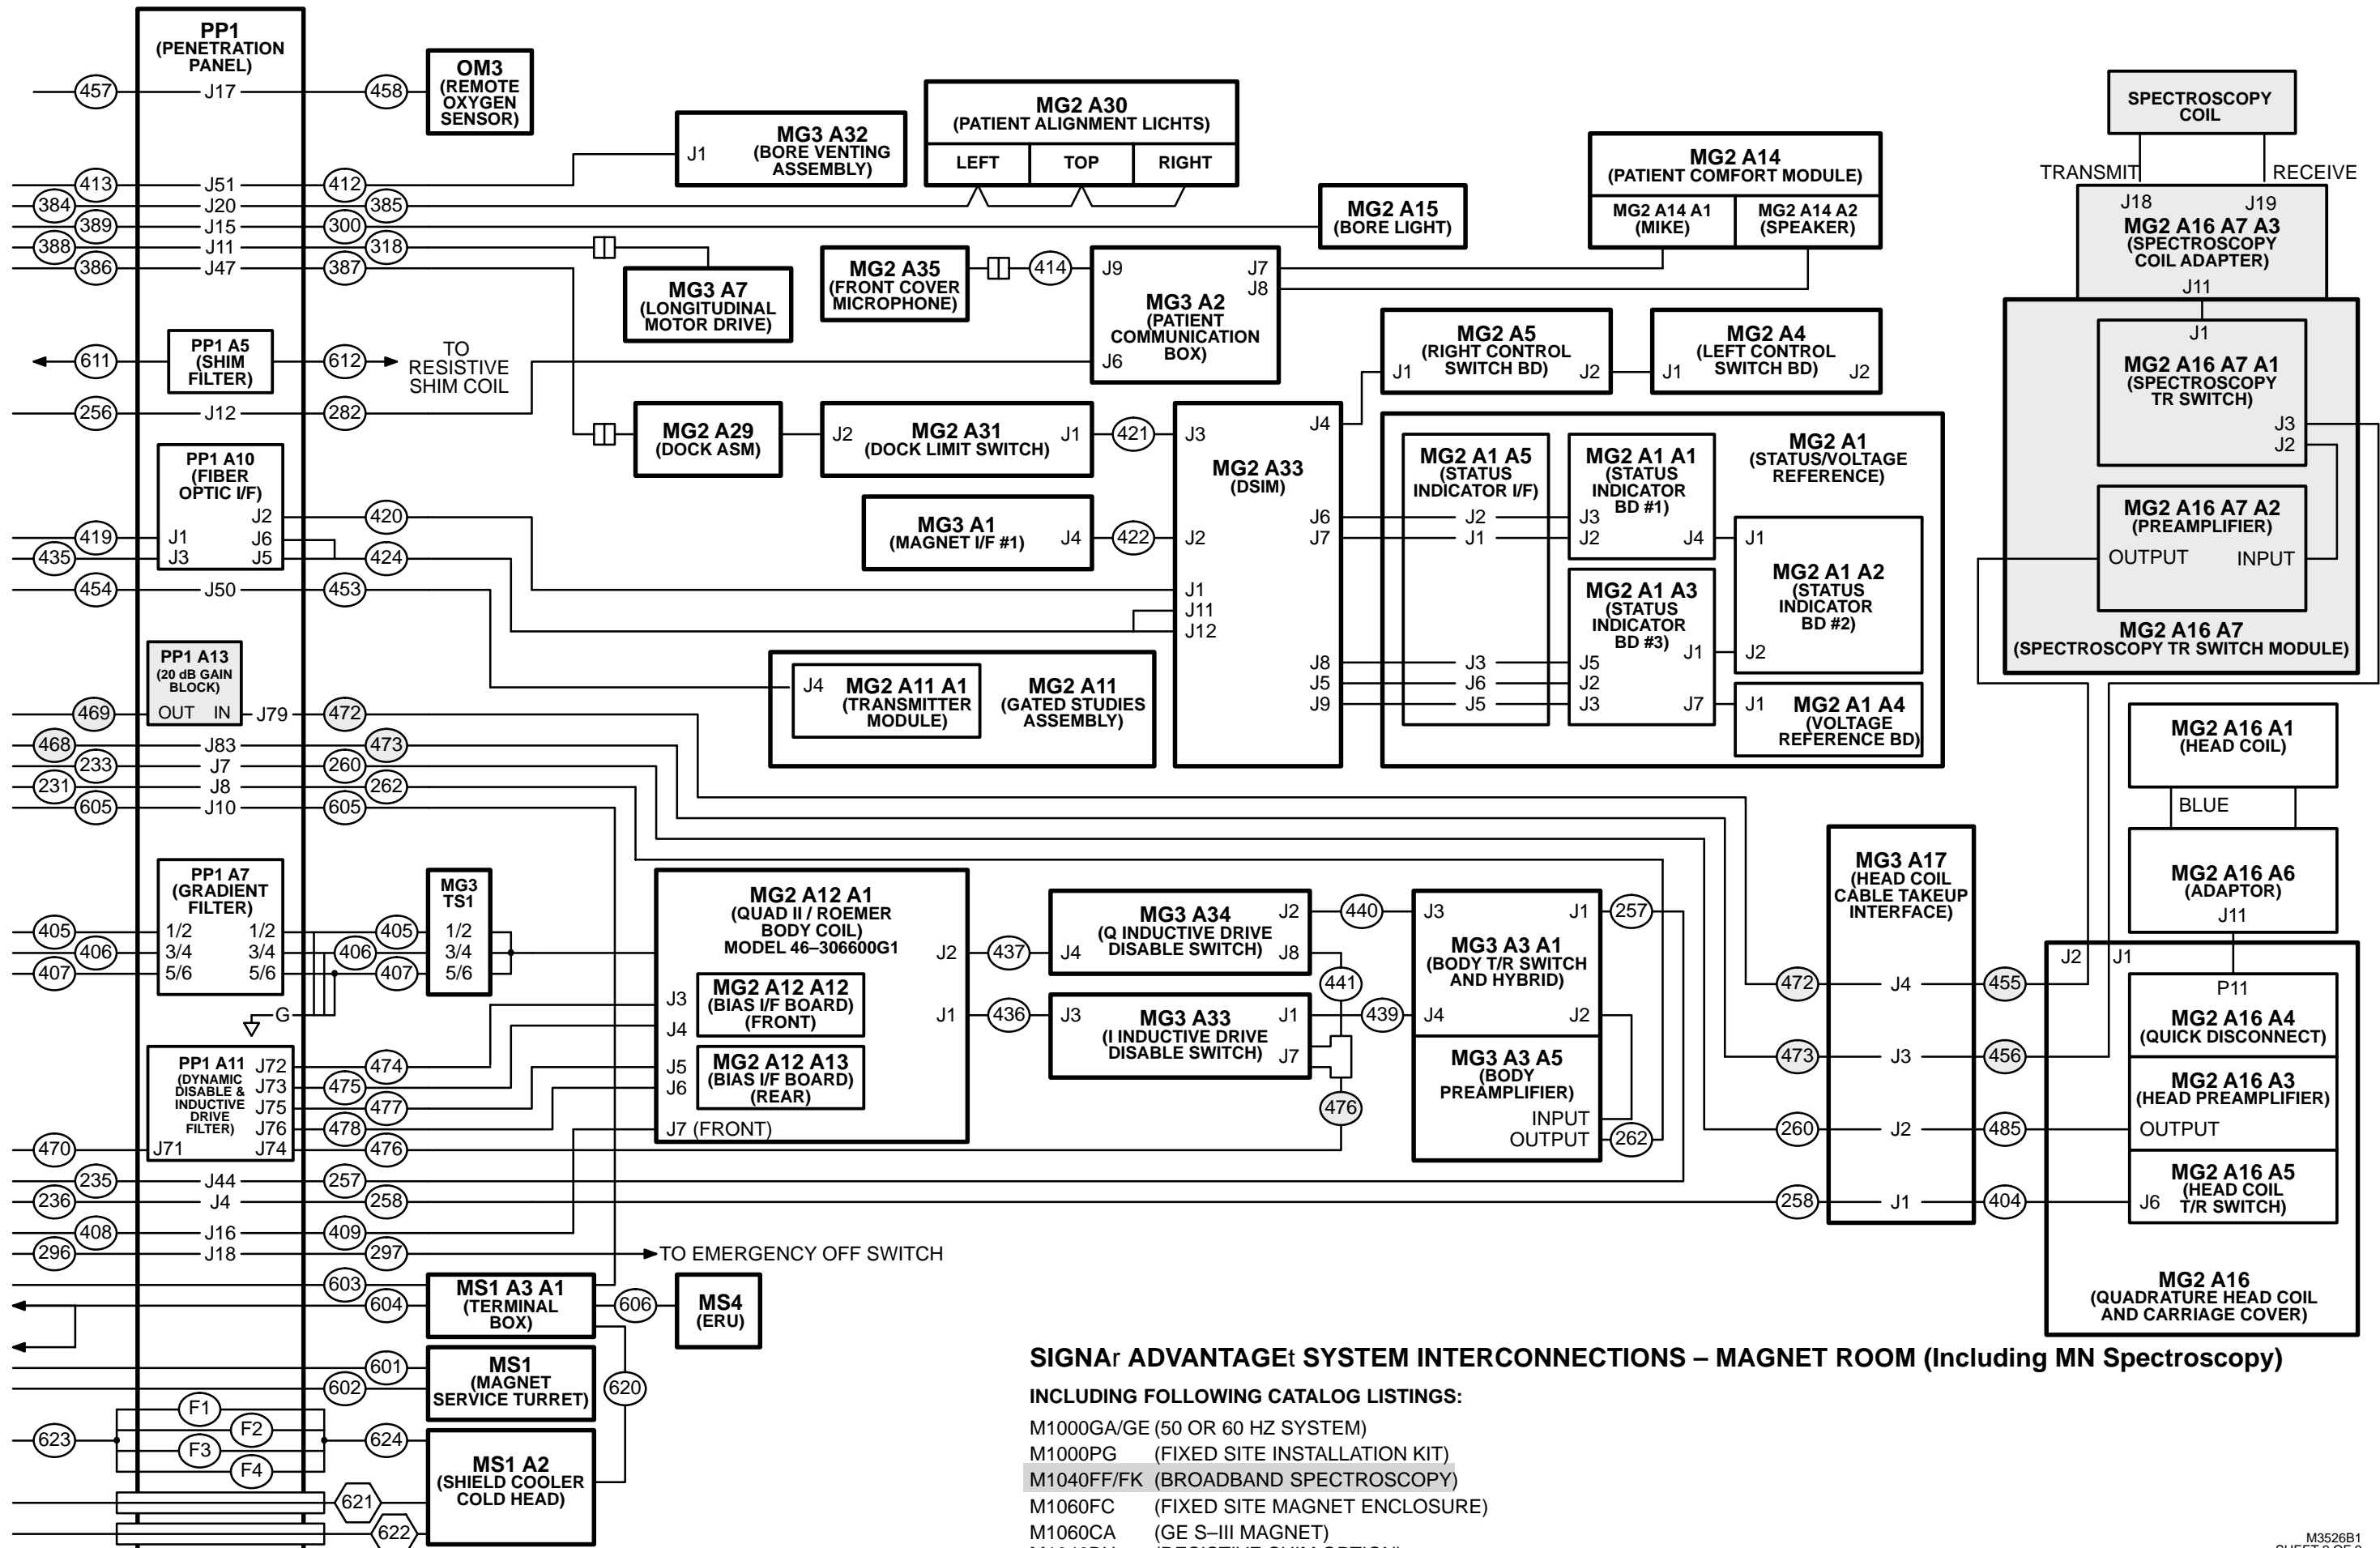 PP1
(PENETRATION
PANEL)
457
J17
458
OM3
(REMOTE
OXYGEN
SENSOR)
MG3 A32
(BORE VENTING
ASSEMBLY)
J1
MG2 A30
(PATIENT ALIGNMENT LICHTS)
LEFT
TOP
RIGHT
MG2 A14
(PATIENT COMFORT MODULE)
MG2 A14 A1
(MIKE)
MG2 A14 A2
(SPEAKER)
SPECTROSCOPY
COIL
TRANSMIT
RECEIVE
J18
J19
MG2 A16 A7 A3
(SPECTROSCOPY
COIL ADAPTER)
J11
413
J51
412
384
J20
385
389
J15
300
388
J11
318
386
J47
387
MG2 A15
(BORE LIGHT)
MG3 A7
(LONGITUDINAL
MOTOR DRIVE)
MG2 A35
(FRONT COVER
MICROPHONE)
414
J9
J7
J8
MG3 A2
(PATIENT
COMMUNICATION
BOX)
J6
611
PP1 A5
(SHIM
FILTER)
612
TO
RESISTIVE
SHIM COIL
MG2 A5
(RIGHT CONTROL
SWITCH BD)
J1
J2
MG2 A4
(LEFT CONTROL
SWITCH BD)
J1
J2
J1
MG2 A16 A7 A1
(SPECTROSCOPY
TR SWITCH)
J3
J2
256
J12
282
MG2 A29
(DOCK ASM)
J2
MG2 A31
(DOCK LIMIT SWITCH)
J1
421
J3
J4
MG2 A33
(DSIM)
MG2 A1
(STATUS/VOLTAGE
REFERENCE)
MG2 A1 A5
(STATUS
INDICATOR I/F)
MG2 A1 A1
(STATUS
INDICATOR
BD #1)
PP1 A10
(FIBER
OPTIC I/F)
J2
J1
J6
J3
J5
419
435
420
424
MG3 A1
(MAGNET I/F #1)
J4
422
J2
J6
J7
J2
J1
J3
J2
J4
J1
MG2 A1 A2
(STATUS
INDICATOR
BD #2)
J2
MG2 A16 A7 A2
(PREAMPLIFIER)
OUTPUT
INPUT
MG2 A16 A7
(SPECTROSCOPY TR SWITCH MODULE)
454
J50
453
J1
J11
J12
MG2 A1 A3
(STATUS
INDICATOR
BD #3)
J1
J8
J5
J9
J3
J6
J5
J5
J2
J3
J7
J1
MG2 A1 A4
(VOLTAGE
REFERENCE BD)
J4
MG2 A11 A1
(TRANSMITTER
MODULE)
MG2 A11
(GATED STUDIES
ASSEMBLY)
PP1 A13
(20 dB GAIN
BLOCK)
OUT
IN
469
J79
472
468
J83
473
233
J7
260
231
J8
262
605
J10
605
MG2 A16 A1
(HEAD COIL)
BLUE
MG2 A16 A6
(ADAPTOR)
J11
PP1 A7
(GRADIENT
FILTER)
1/2
1/2
3/4
3/4
5/6
5/6
405
406
407
405
406
407
MG3
TS1
1/2
3/4
5/6
G
MG2 A12 A1
(QUAD II / ROEMER
BODY COIL)
MODEL 46–306600G1
J2
J1
MG2 A12 A12
(BIAS I/F BOARD)
(FRONT)
MG2 A12 A13
(BIAS I/F BOARD)
(REAR)
J3
J4
J5
J6
J7 (FRONT)
437
436
J4
MG3 A34
(Q INDUCTIVE DRIVE
DISABLE SWITCH)
J2
J8
J3
MG3 A33
(I INDUCTIVE DRIVE
DISABLE SWITCH)
J1
J7
440
441
439
476
J3
J1
MG3 A3 A1
(BODY T/R SWITCH
AND HYBRID)
J4
J2
MG3 A3 A5
(BODY
PREAMPLIFIER)
INPUT
OUTPUT
257
262
MG3 A17
(HEAD COIL
CABLE TAKEUP
INTERFACE)
472
J4
455
473
J3
456
260
J2
485
258
J1
404
J2
J1
P11
MG2 A16 A4
(QUICK DISCONNECT)
MG2 A16 A3
(HEAD PREAMPLIFIER)
OUTPUT
MG2 A16 A5
(HEAD COIL
T/R SWITCH)
J6
MG2 A16
(QUADRATURE HEAD COIL
AND CARRIAGE COVER)
PP1 A11
(DYNAMIC
DISABLE &
INDUCTIVE
DRIVE
FILTER)
J72
J73
J75
J76
J71
J74
470
474
475
477
478
476
235
J44
257
236
J4
258
408
J16
409
296
J18
297
TO EMERGENCY OFF SWITCH
603
604
MS1 A3 A1
(TERMINAL
BOX)
606
MS4
(ERU)
601
602
MS1
(MAGNET
SERVICE TURRET)
620
F1
F2
F3
F4
623
624
MS1 A2
(SHIELD COOLER
COLD HEAD)
621
622
SIGNAr ADVANTAGEt SYSTEM INTERCONNECTIONS – MAGNET ROOM (Including MN Spectroscopy)
INCLUDING FOLLOWING CATALOG LISTINGS:
M1000GA/GE (50 OR 60 HZ SYSTEM)
M1000PG (FIXED SITE INSTALLATION KIT)
M1040FF/FK (BROADBAND SPECTROSCOPY)
M1060FC (FIXED SITE MAGNET ENCLOSURE)
M1060CA (GE S–III MAGNET)
(RESISTIVE SHIM OPTION)
M3526B1